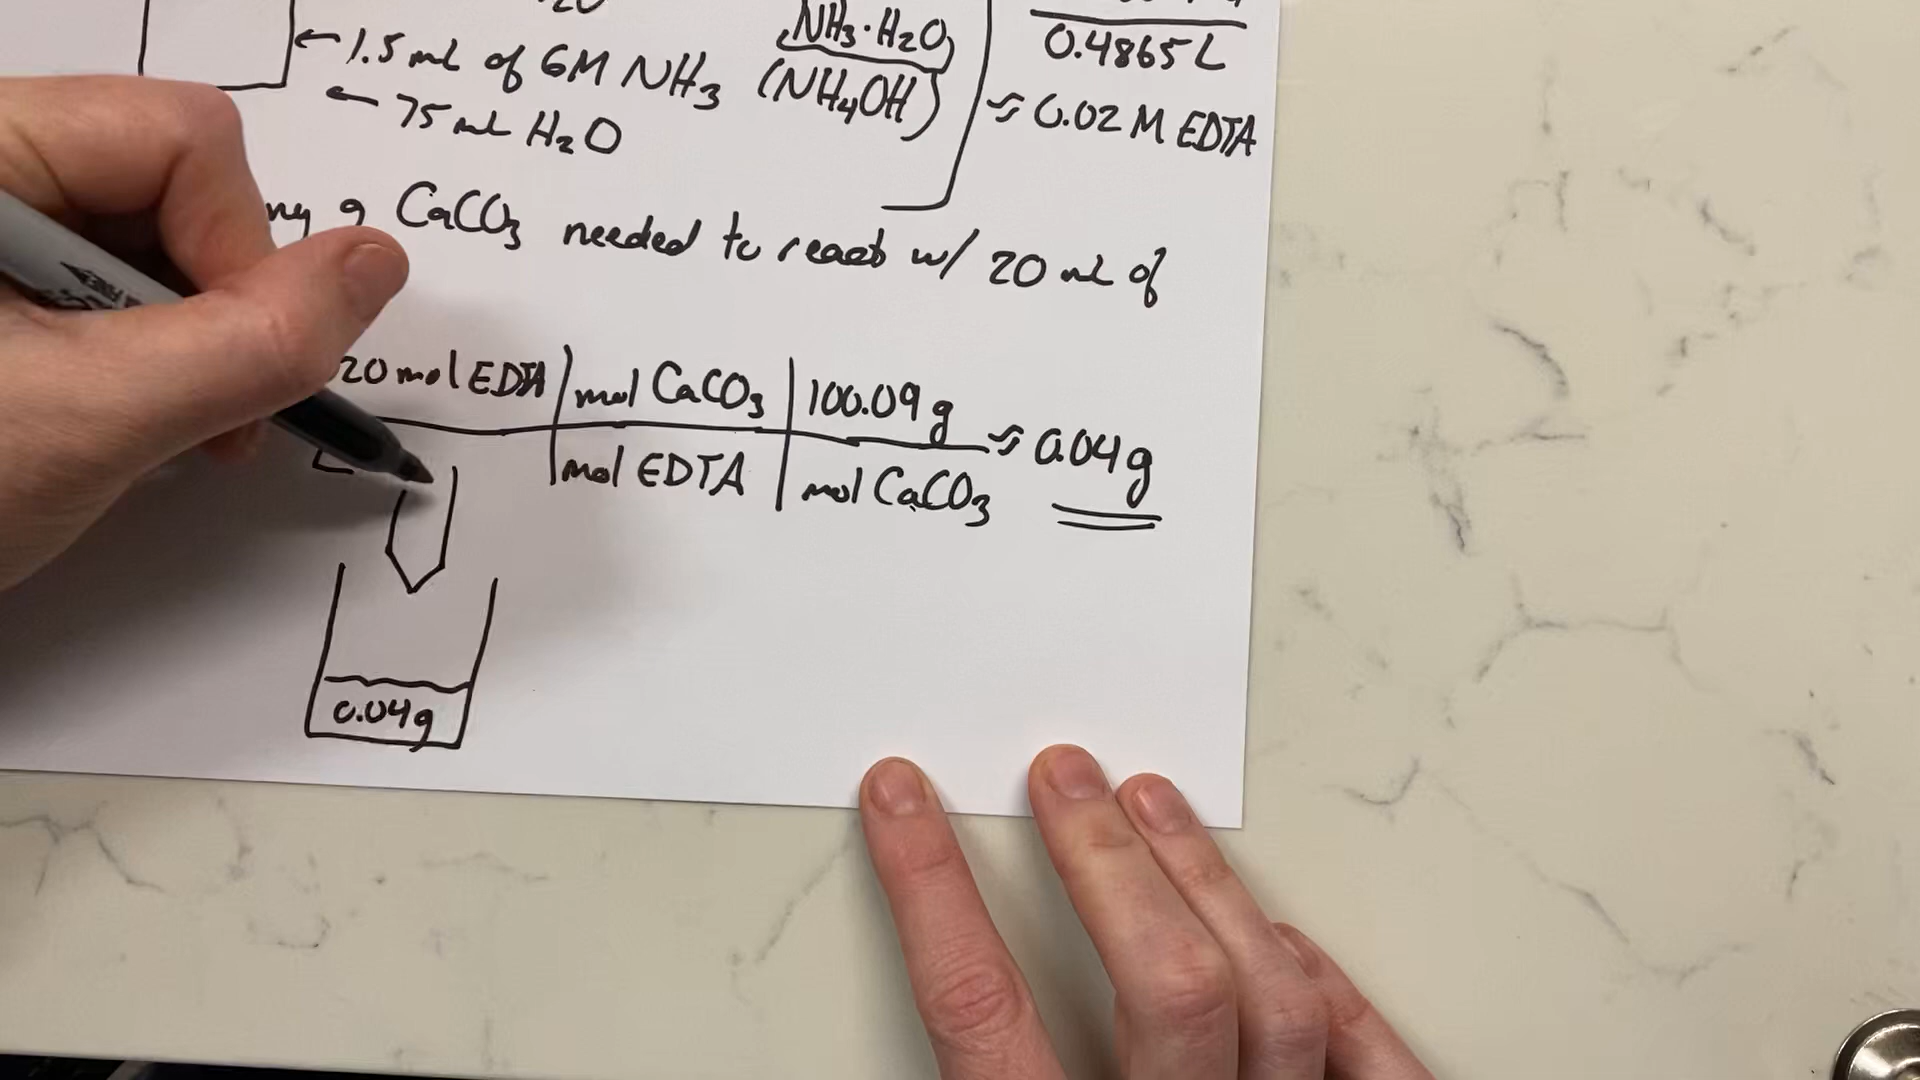 ← 1.5 mL of 6M NH3 (NH3·H2O)
(NH4OH)
← 75 mL H2O
0.4865 L
≈ 0.02 M EDTA
g CaCO3 needed to react w/ 20 mL of
20 mol EDTA | mol CaCO3 | 100.09 g ≈ 0.04 g
L | mol EDTA | mol CaCO3
0.04g